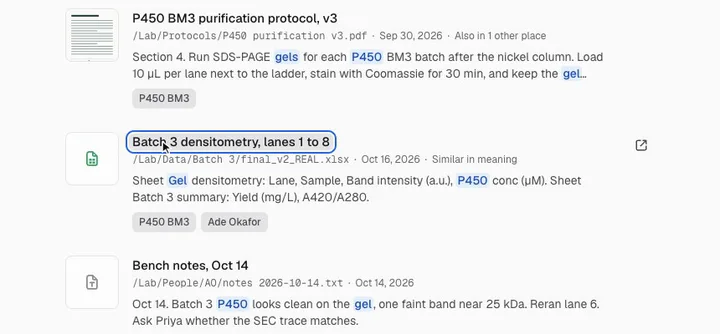 P450 BM3 purification protocol, v3
/Lab/Protocols/P450 purification v3.pdf · Sep 30, 2026 · Also in 1 other place
Section 4. Run SDS-PAGE gels for each P450 BM3 batch after the nickel column. Load
10 µL per lane next to the ladder, stain with Coomassie for 30 min, and keep the gel…
P450 BM3
Batch 3 densitometry, lanes 1 to 8
/Lab/Data/Batch 3/final_v2_REAL.xlsx · Oct 16, 2026 · Similar in meaning
Sheet Gel densitometry: Lane, Sample, Band intensity (a.u.), P450 conc (µM). Sheet
Batch 3 summary: Yield (mg/L), A420/A280.
P450 BM3 Ade Okafor
Bench notes, Oct 14
/Lab/People/AO/notes 2026-10-14.txt · Oct 14, 2026
Oct 14. Batch 3 P450 looks clean on the gel, one faint band near 25 kDa. Reran lane 6.
Ask Priya whether the SEC trace matches.